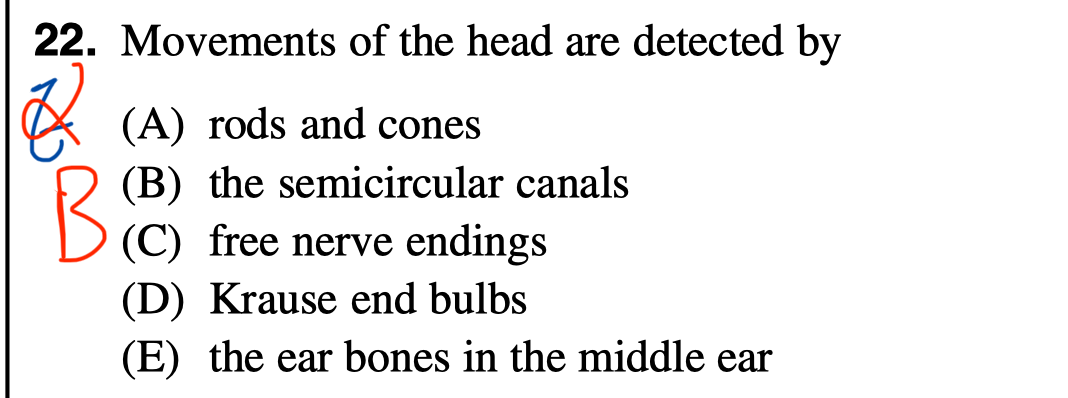 22. Movements of the head are detected by
(A) rods and cones
B (B) the semicircular canals
(C) free nerve endings
(D) Krause end bulbs
(E) the ear bones in the middle ear